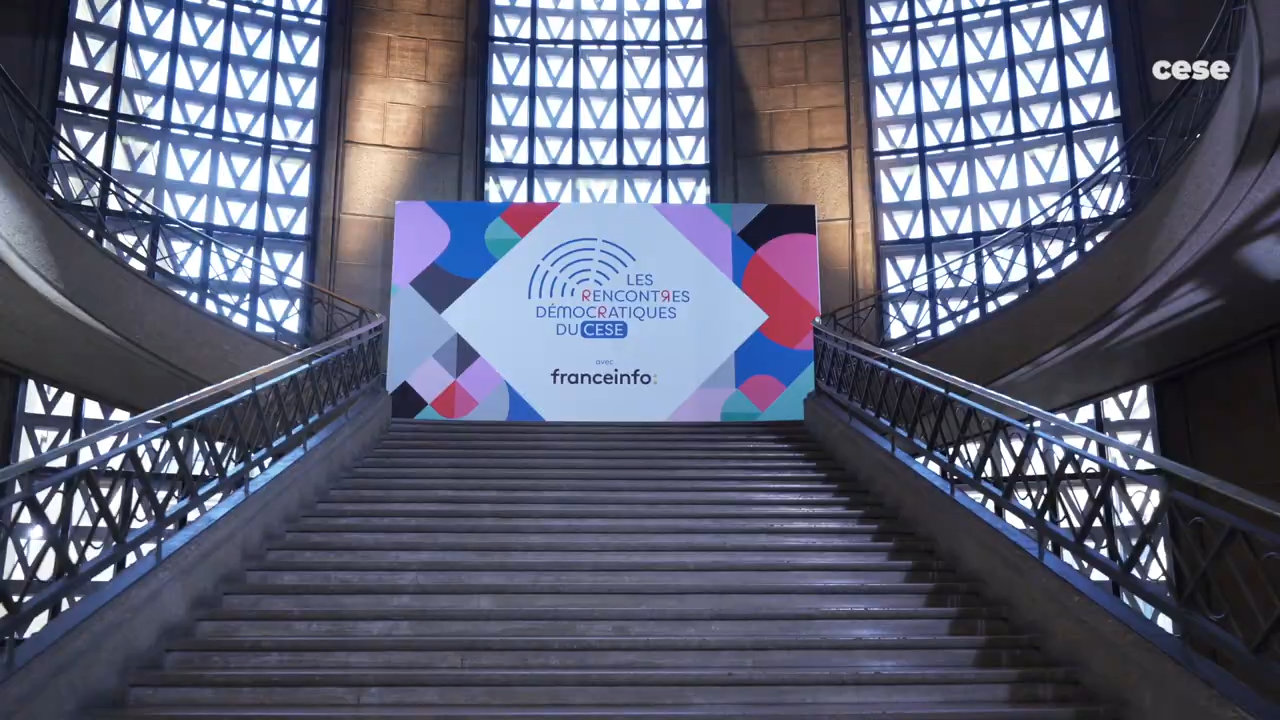 cese
LES
RENCONTRES
DÉMOCRATIQUES
DU CESE
avec
franceinfo: